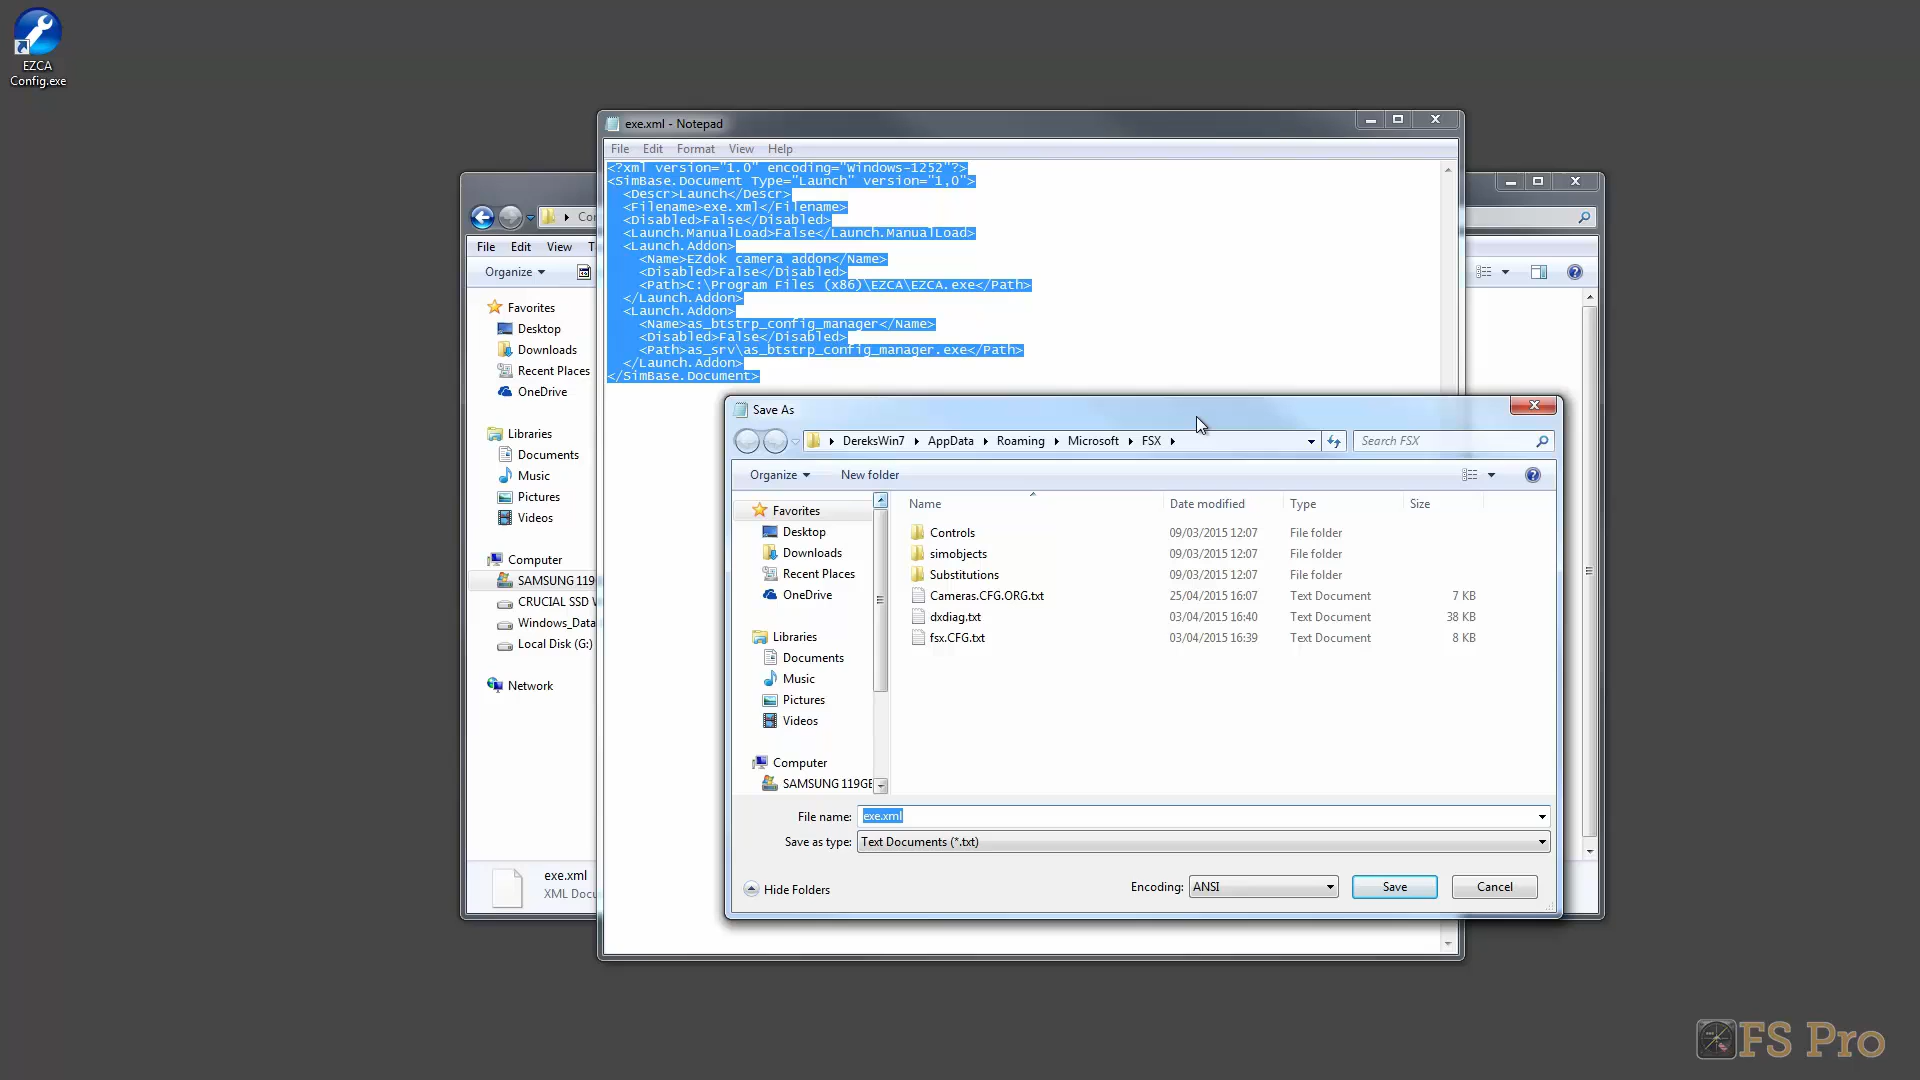 EZCA
Config.exe
exe.xml - Notepad
File Edit Format View Help
<?xml version="1.0" encoding="Windows-1252"?>
<SimBase.Document Type="Launch" version="1,0">
<Descr>Launch</Descr>
<Filename>exe.xml</Filename>
<Disabled>False</Disabled>
<Launch.ManualLoad>False</Launch.ManualLoad>
<Launch.Addon>
<Name>EZdok camera addon</Name>
<Disabled>False</Disabled>
<Path>C:\Program Files (x86)\EZCA\EZCA.exe</Path>
</Launch.Addon>
<Launch.Addon>
<Name>as_btstrp_config_manager</Name>
<Disabled>False</Disabled>
<Path>as_srv\as_btstrp_config_manager.exe</Path>
</Launch.Addon>
</SimBase.Document>
Cor
File Edit View T
Organize
Favorites
Desktop
Downloads
Recent Places
OneDrive
Libraries
Documents
Music
Pictures
Videos
Computer
SAMSUNG 119
CRUCIAL SSD
Windows_Data
Local Disk (G:)
Network
exe.xml
XML Docu
Save As
DereksWin7 AppData Roaming Microsoft FSX
Search FSX
Organize New folder
Favorites
Desktop
Downloads
Recent Places
OneDrive
Libraries
Documents
Music
Pictures
Videos
Computer
SAMSUNG 119GE
Name Date modified Type Size
Controls 09/03/2015 12:07 File folder
simobjects 09/03/2015 12:07 File folder
Substitutions 09/03/2015 12:07 File folder
Cameras.CFG.ORG.txt 25/04/2015 16:07 Text Document 7 KB
dxdiag.txt 03/04/2015 16:40 Text Document 38 KB
fsx.CFG.txt 03/04/2015 16:39 Text Document 8 KB
File name: exe.xml
Save as type: Text Documents (*.txt)
Hide Folders Encoding: ANSI Save Cancel
FS Pro